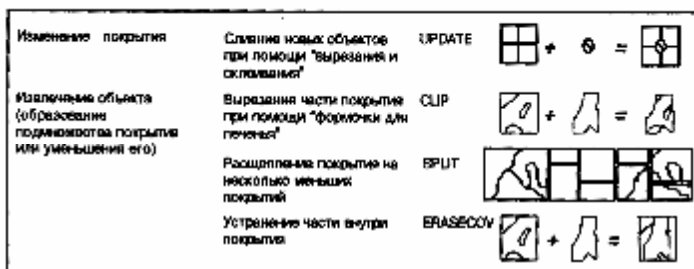 Изменение покрытия
Слияние новых объектов при помощи "вырезания и склеивания"
UPDATE
+ =
Извлечение объекта (образование подмножества покрытия или уменьшения его)
Вырезания части покрытие при помощи "формочки для печенья"
CLIP
+ =
Расщепление покрытие на несколько меньших покрытий
SPLIT
Устранение части внутри покрытия
ERASECOV
+ =